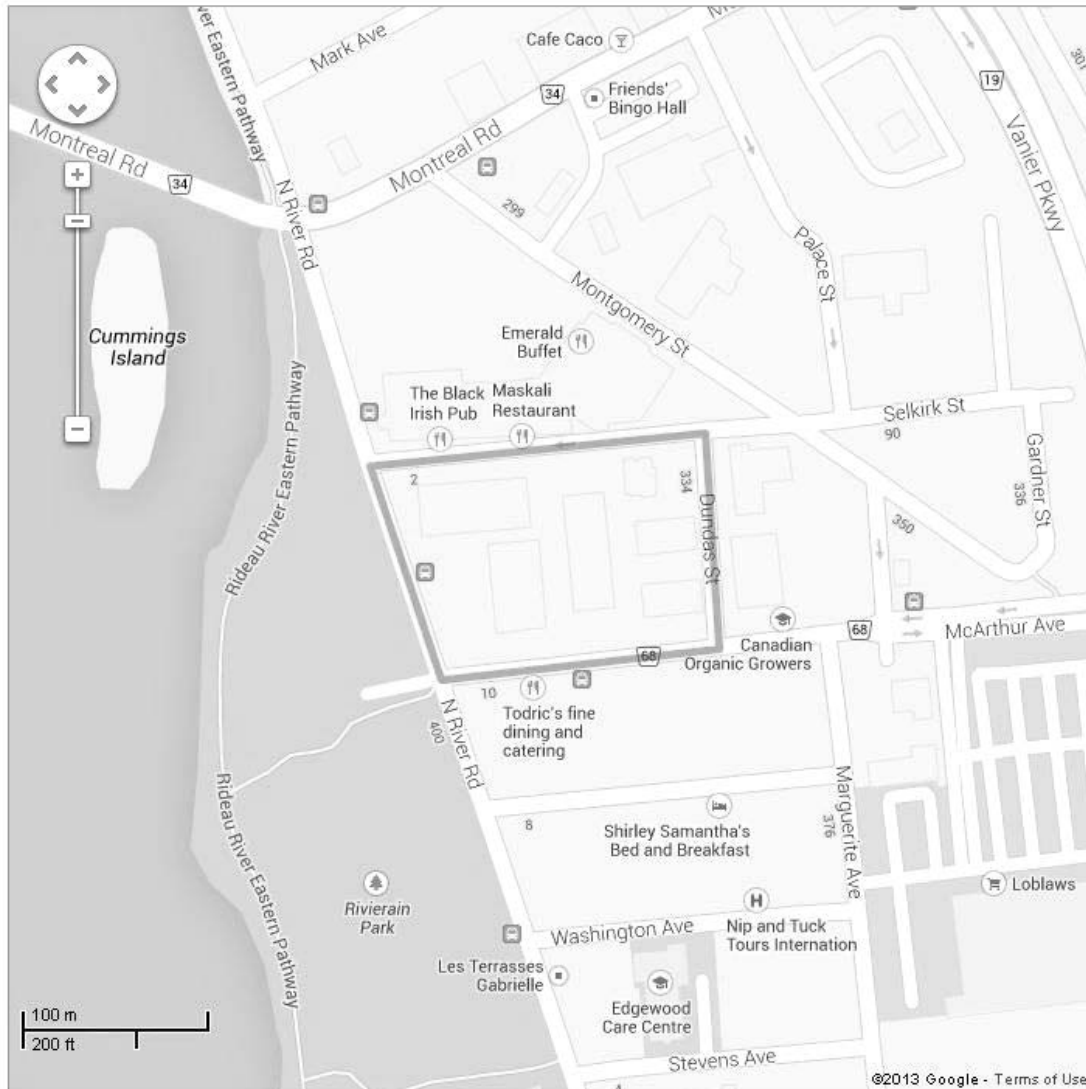 Cafe Caco
Mark Ave
34
Friends'
Bingo Hall
19
301
Vanier Pkwy
River Eastern Pathway
Montreal Rd
34
Montreal Rd
N River Rd
299
Palace St
Montgomery St
Cummings
Island
Emerald
Buffet
The Black
Irish Pub
Maskali
Restaurant
Selkirk St
90
Gardner St
336
Rideau River Eastern Pathway
2
334
Dundas St
350
68
McArthur Ave
68
Canadian
Organic Growers
10
Todric's fine
dining and
catering
400
N River Rd
Rideau River Eastern Pathway
8
Shirley Samantha's
Bed and Breakfast
Marguerite Ave
376
Rivierain
Park
Loblaws
Washington Ave
Nip and Tuck
Tours Internation
Les Terrasses
Gabrielle
Edgewood
Care Centre
100 m
200 ft
Stevens Ave
©2013 Google - Terms of Use